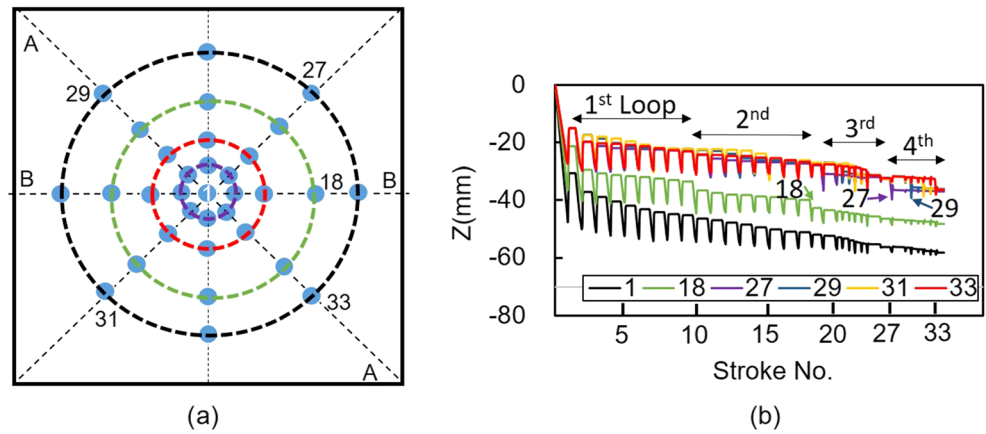 A
27
29
B
1
18
B
31
33
A
(a)
0
-20
-40
-60
-80
Z(mm)
1st Loop
2nd
3rd
4th
18
27
29
1 18 27 29 31 33
5 10 15 20 27 33
Stroke No.
(b)